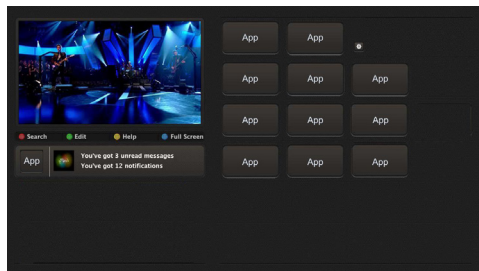 App App
App App App
Search Edit Help Full Screen
App App App
App You've got 3 unread messages
You've got 12 notifications
App App App